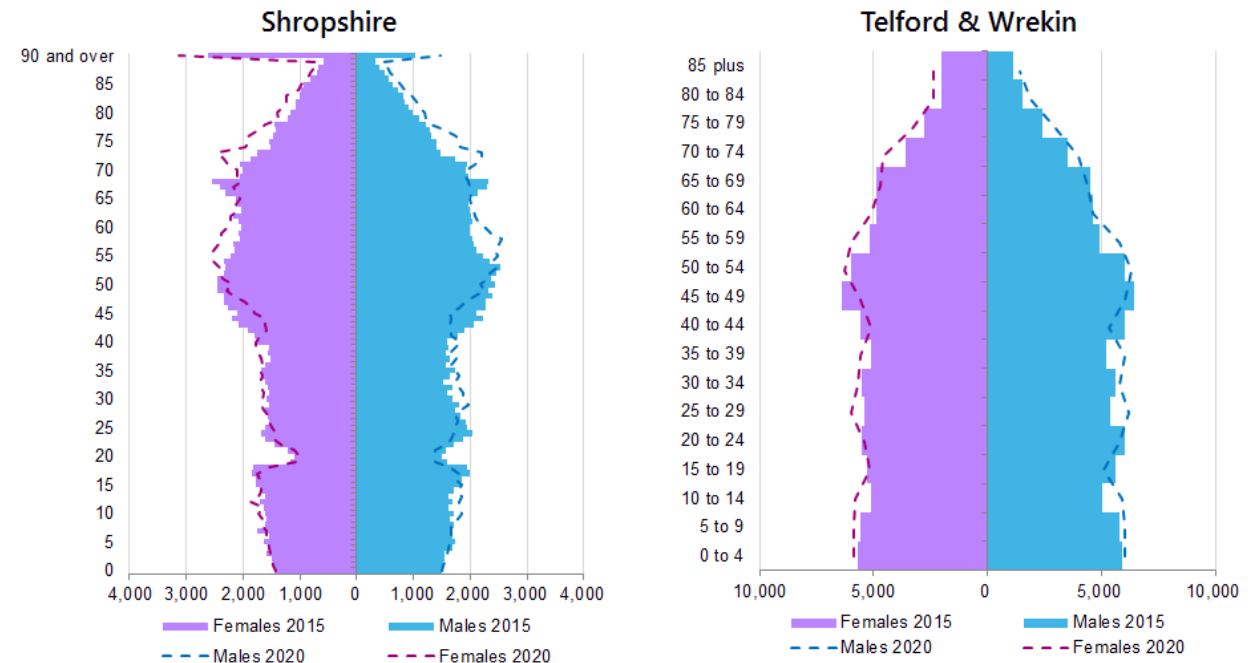 Shropshire
90 and over
85
80
75
70
65
60
55
50
45
40
35
30
25
20
15
10
5
0
4,000 3,000 2,000 1,000 0 1,000 2,000 3,000 4,000
Females 2015 Males 2015
Males 2020 Females 2020
Telford & Wrekin
85 plus
80 to 84
75 to 79
70 to 74
65 to 69
60 to 64
55 to 59
50 to 54
45 to 49
40 to 44
35 to 39
30 to 34
25 to 29
20 to 24
15 to 19
10 to 14
5 to 9
0 to 4
10,000 5,000 0 5,000 10,000
Females 2015 Males 2015
Males 2020 Females 2020